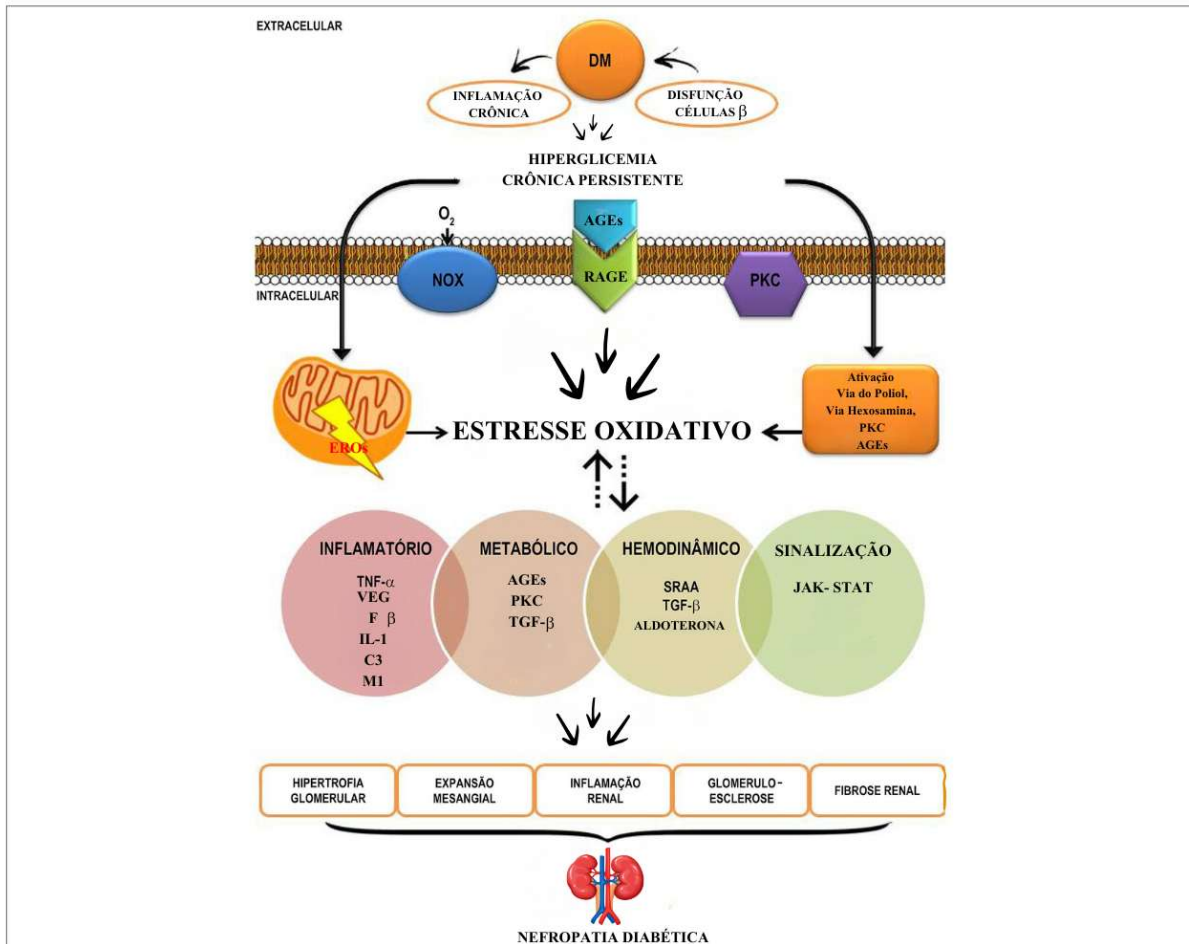 EXTRACELULAR
DM
INFLAMAÇÃO
CRÔNICA
DISFUNÇÃO
CÉLULAS β
HIPERGLICEMIA
CRÔNICA PERSISTENTE
O2
AGEs
NOX
RAGE
PKC
INTRACELULAR
EROs
ESTRESSE OXIDATIVO
Ativação
Via do Poliol,
Via Hexosamina,
PKC
AGEs
INFLAMATÓRIO
TNF-α
VEG
F β
IL-1
C3
M1
METABÓLICO
AGEs
PKC
TGF-β
HEMODINÂMICO
SRAA
TGF-β
ALDOTERONA
SINALIZAÇÃO
JAK- STAT
HIPERTROFIA
GLOMERULAR
EXPANSÃO
MESANGIAL
INFLAMAÇÃO
RENAL
GLOMERULO-
ESCLEROSE
FIBROSE RENAL
NEFROPATIA DIABÉTICA